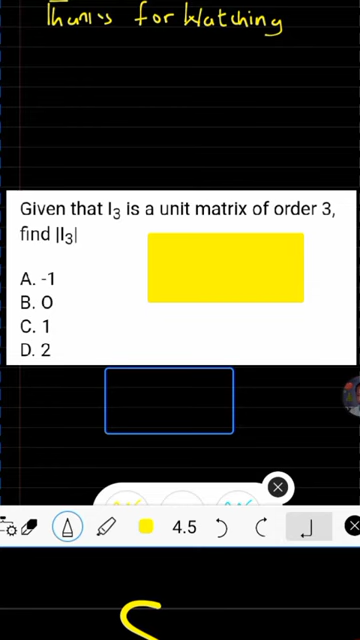 Thanks for Watching
Given that I₃ is a unit matrix of order 3,
find |I₃|
A. -1
B. 0
C. 1
D. 2
4.5